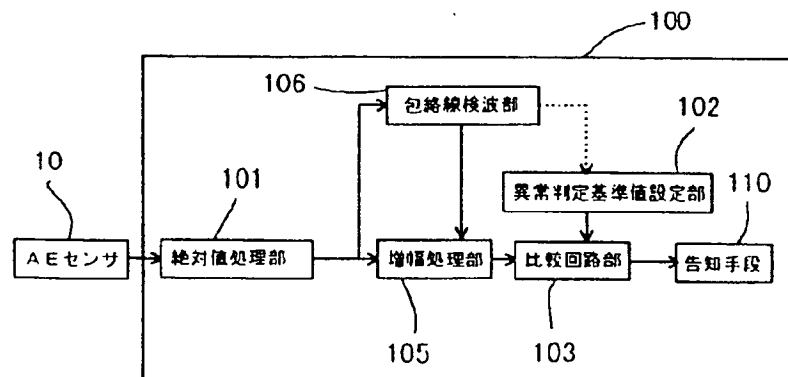 100
106
包絡線検波部
102
10
101
異常判定基準値設定部
110
AEセンサ
絶対値処理部
増幅処理部
比較回路部
告知手段
105
103